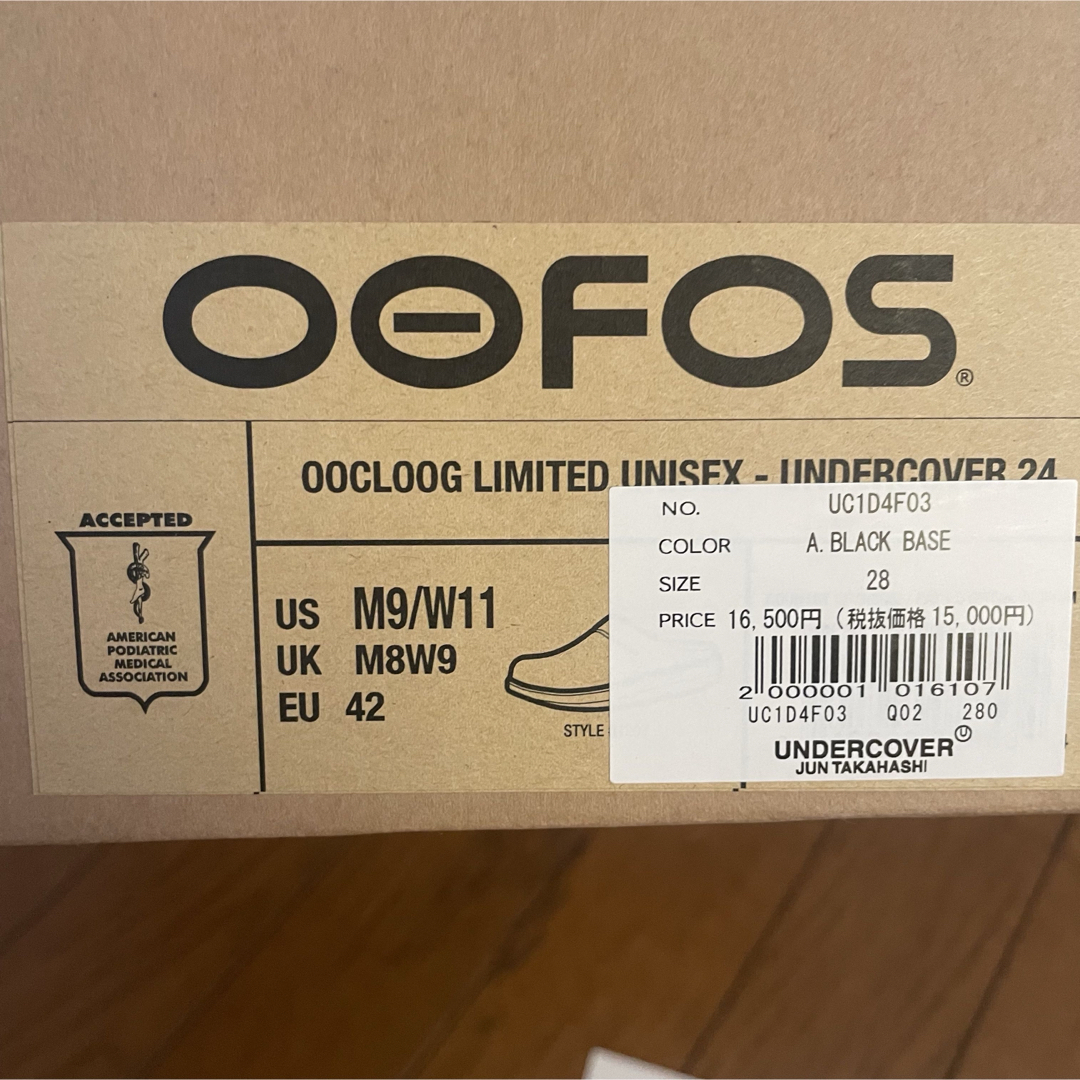 OOFOS®
OOCLOOG LIMITED UNISEX - UNDERCOVER 24
ACCEPTED
AMERICAN
PODIATRIC
MEDICAL
ASSOCIATION
US M9/W11
UK M8W9
EU 42
STYLE
NO. UC1D4F03
COLOR A.BLACK BASE
SIZE 28
PRICE 16,500円 (税抜価格 15,000円)
2 000001 016107
UC1D4F03 Q02 280
UNDERCOVER U
JUN TAKAHASHI